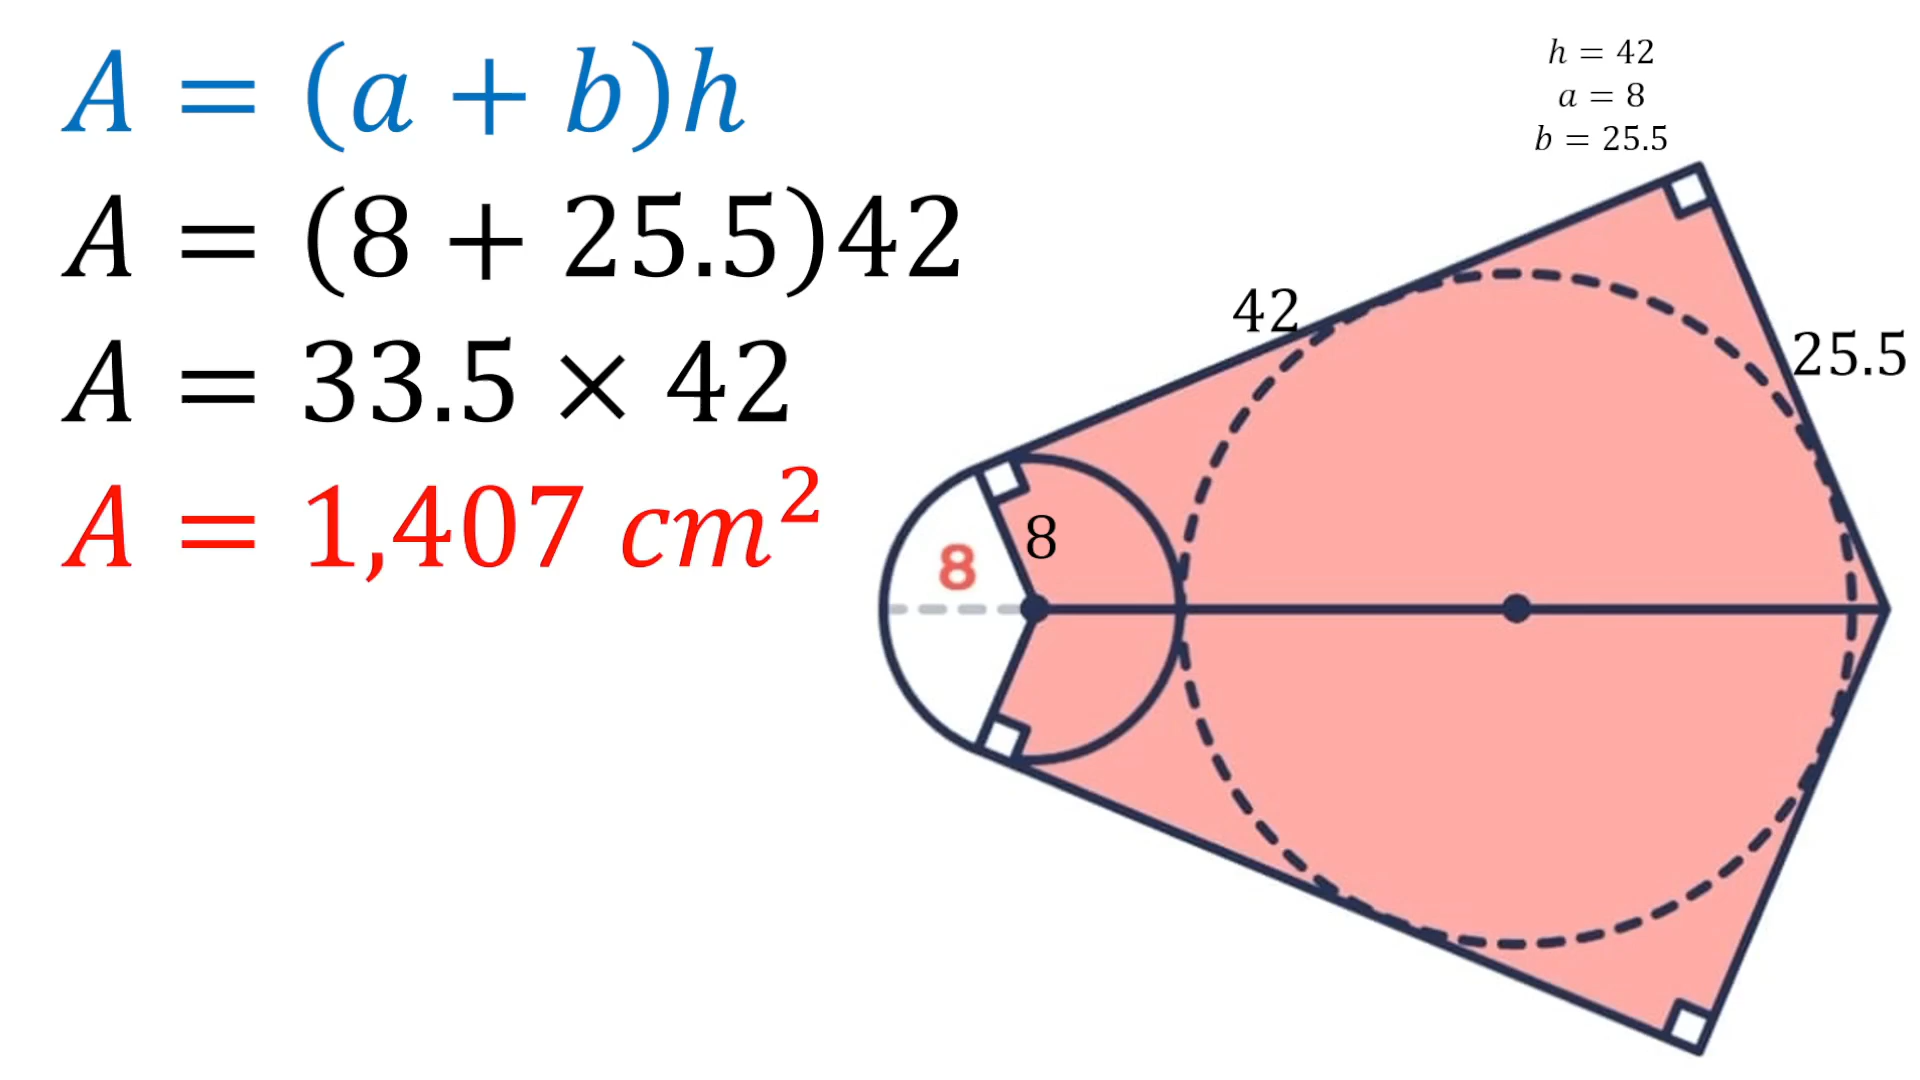 A = (a + b)h
A = (8 + 25.5)42
A = 33.5 × 42
A = 1,407 cm²
h = 42
a = 8
b = 25.5
42
25.5
8
8